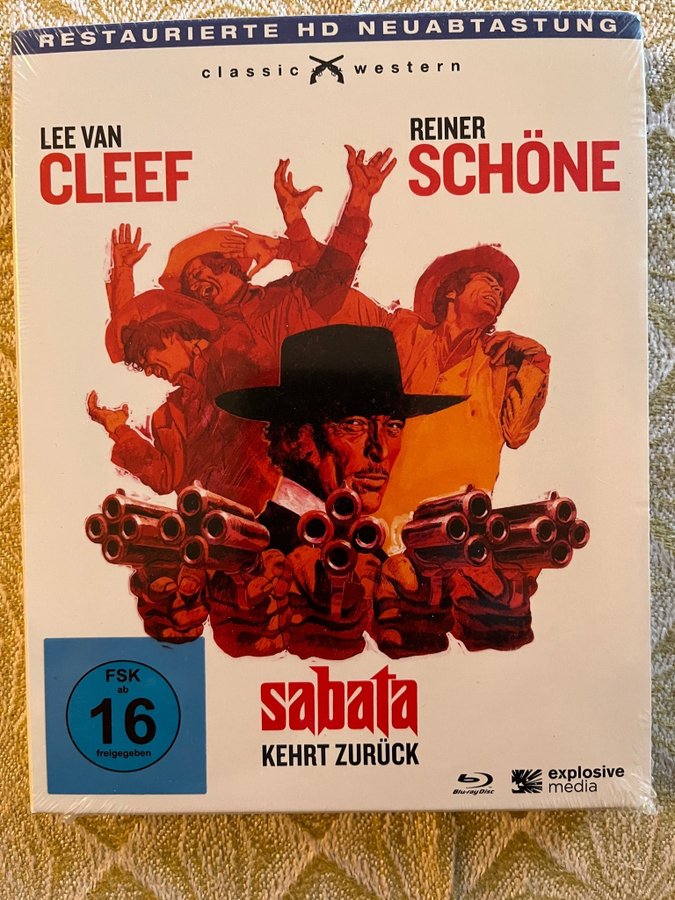 RESTAURIERTE HD NEUABTASTUNG
classic western
LEE VAN
CLEEF
REINER
SCHÖNE
FSK
ab
16
freigegeben
sabata
KEHRT ZURÜCK
Blu-ray Disc
explosive
media